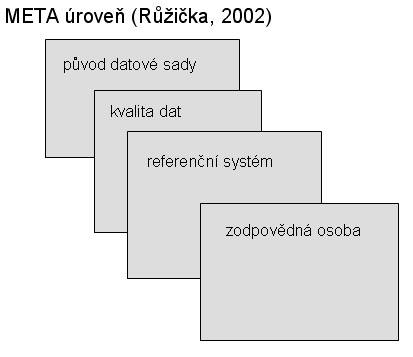 META úroveň (Růžička, 2002)
původ datové sady
kvalita dat
referenční systém
zodpovědná osoba